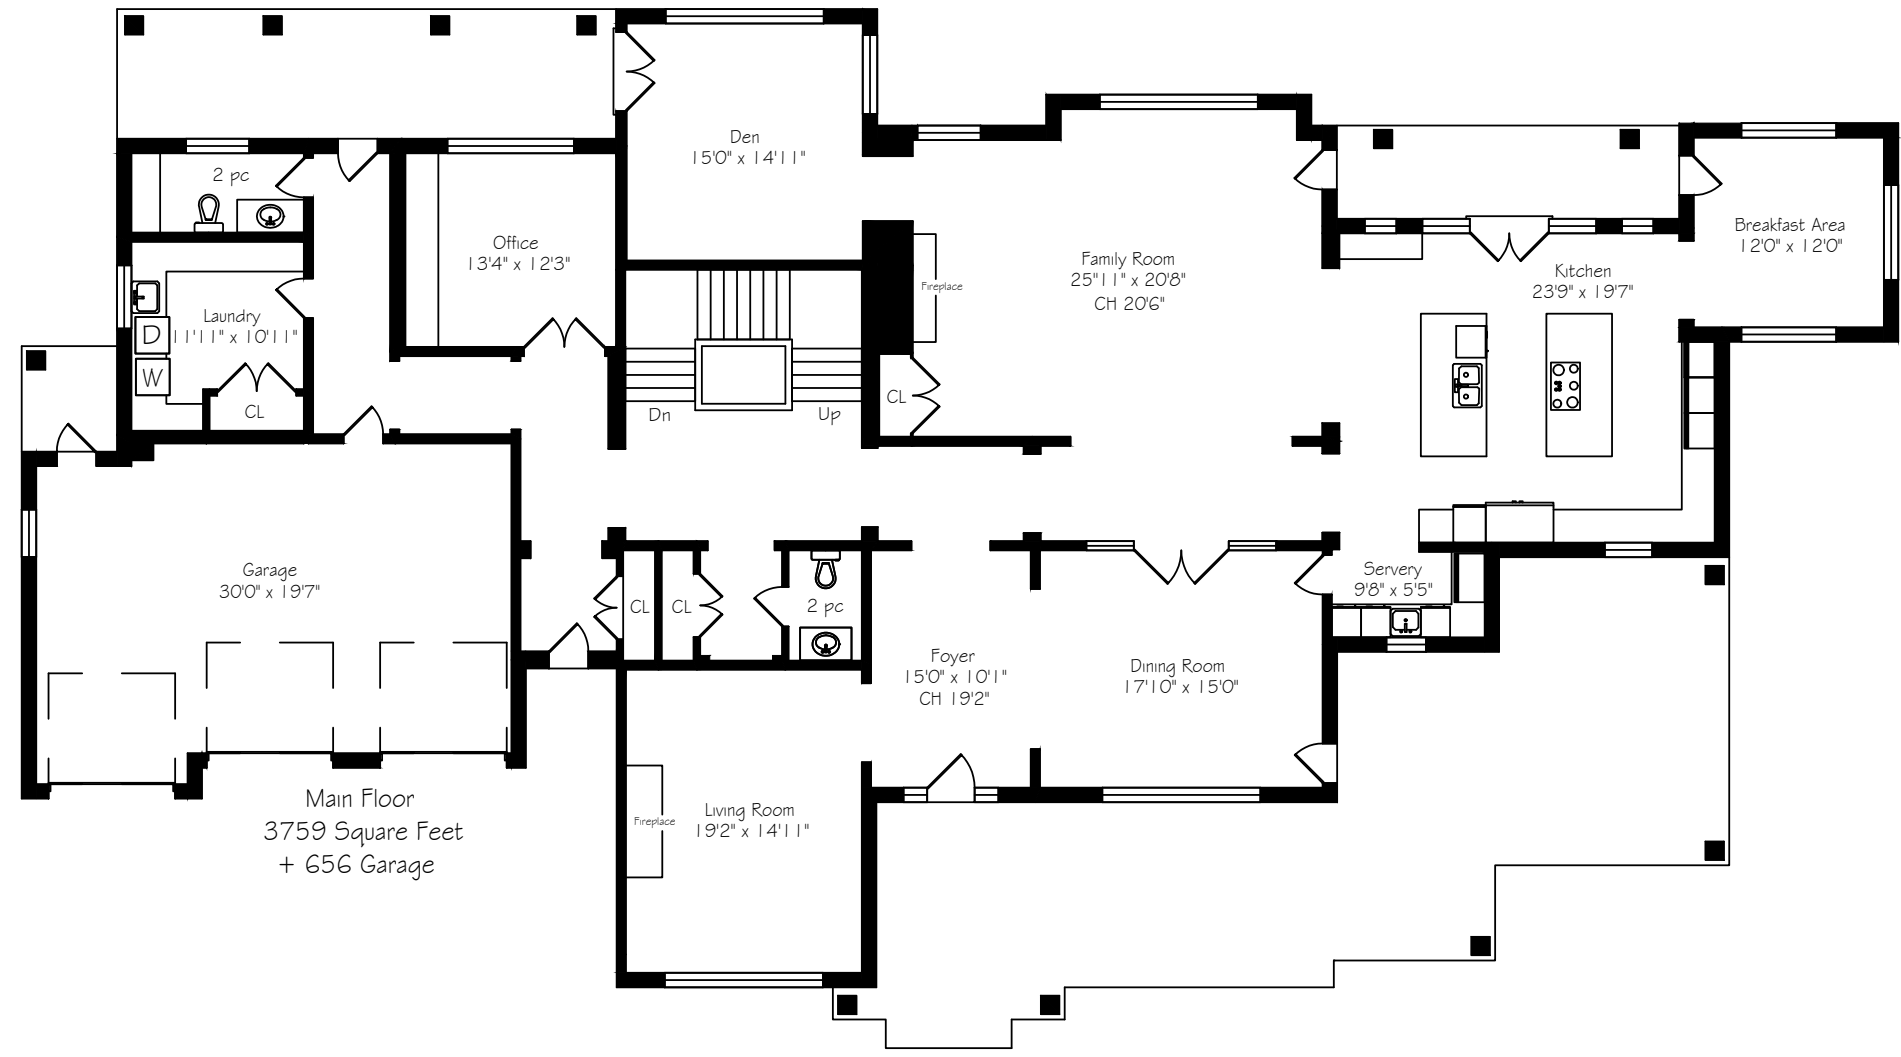 Den
15'0" x 14'11"
2 pc
Office
13'4" x 12'3"
Family Room
25"11" x 20'8"
CH 20'6"
Fireplace
Breakfast Area
12'0" x 12'0"
Kitchen
23'9" x 19'7"
Laundry
11'11" x 10'11"
D
W
CL
Dn
Up
CL
Garage
30'0" x 19'7"
CL
CL
2 pc
Servery
9'8" x 5'5"
Foyer
15'0" x 10'1"
CH 19'2"
Dining Room
17'10" x 15'0"
Living Room
19'2" x 14'11"
Fireplace
Main Floor
3759 Square Feet
+ 656 Garage